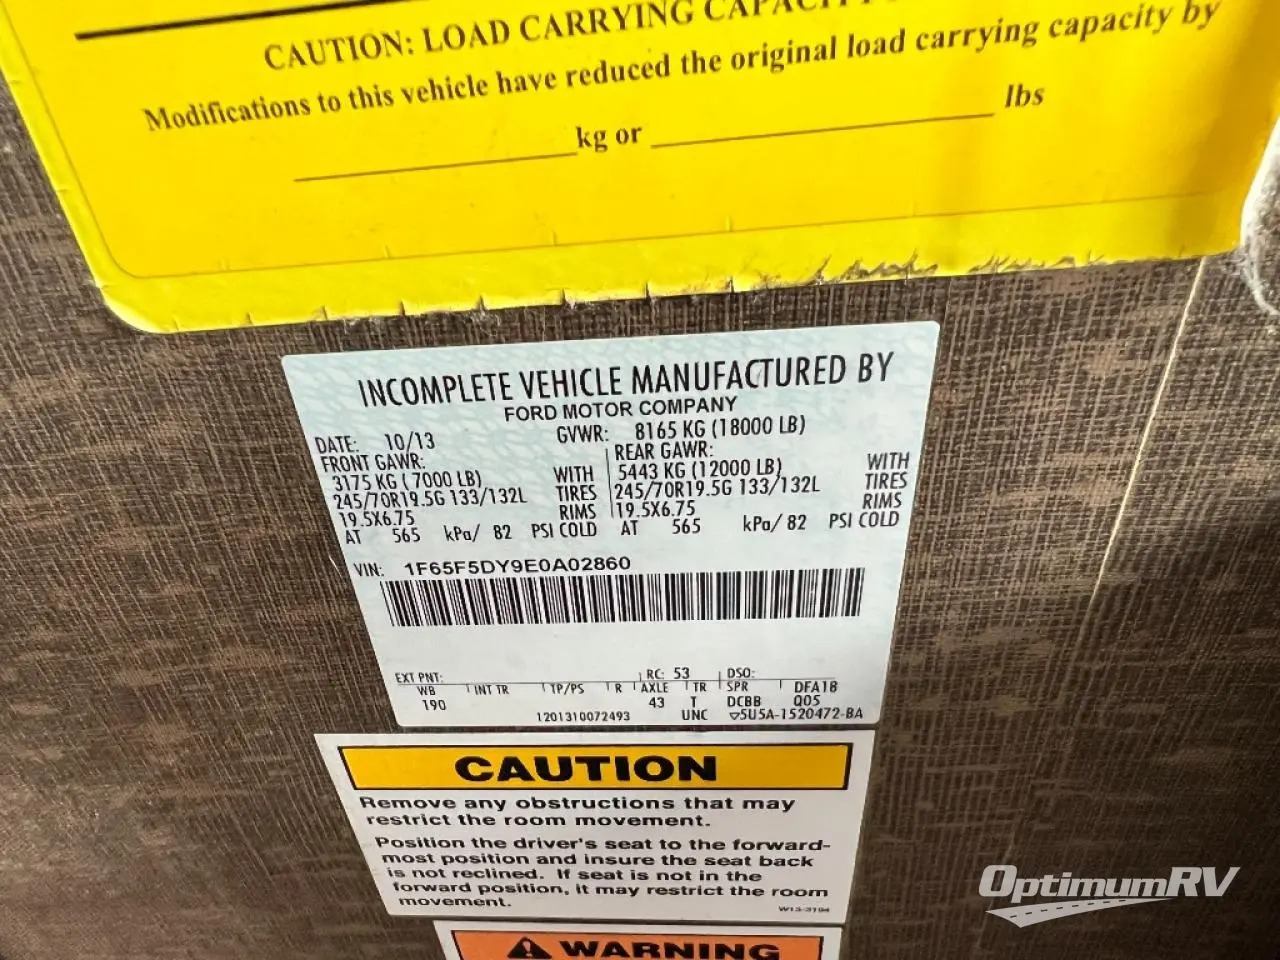 CAUTION: LOAD CARRYING CAPACITY
Modifications to this vehicle have reduced the original load carrying capacity by
kg or lbs
INCOMPLETE VEHICLE MANUFACTURED BY
FORD MOTOR COMPANY
DATE: 10/13 GVWR: 8165 KG (18000 LB)
FRONT GAWR: REAR GAWR:
3175 KG ( 7000 LB) WITH 5443 KG (12000 LB) WITH
245/70R19.5G 133/132L TIRES 245/70R19.5G 133/132L TIRES
19.5X6.75 RIMS 19.5X6.75 RIMS
AT 565 kPa/ 82 PSI COLD AT 565 kPa/ 82 PSI COLD
VIN: 1F65F5DY9E0A02860
EXT PNT: RC: 53 DSO:
WB INT TR TP/PS R AXLE TR SPR DFA18
190 43 T DCBB Q05
1201310072493 UNC ▽5U5A-1520472-BA
CAUTION
Remove any obstructions that may
restrict the room movement.
Position the driver's seat to the forward-
most position and insure the seat back
is not reclined. If seat is not in the
forward position, it may restrict the room
movement.
W13-3194
WARNING
OptimumRV